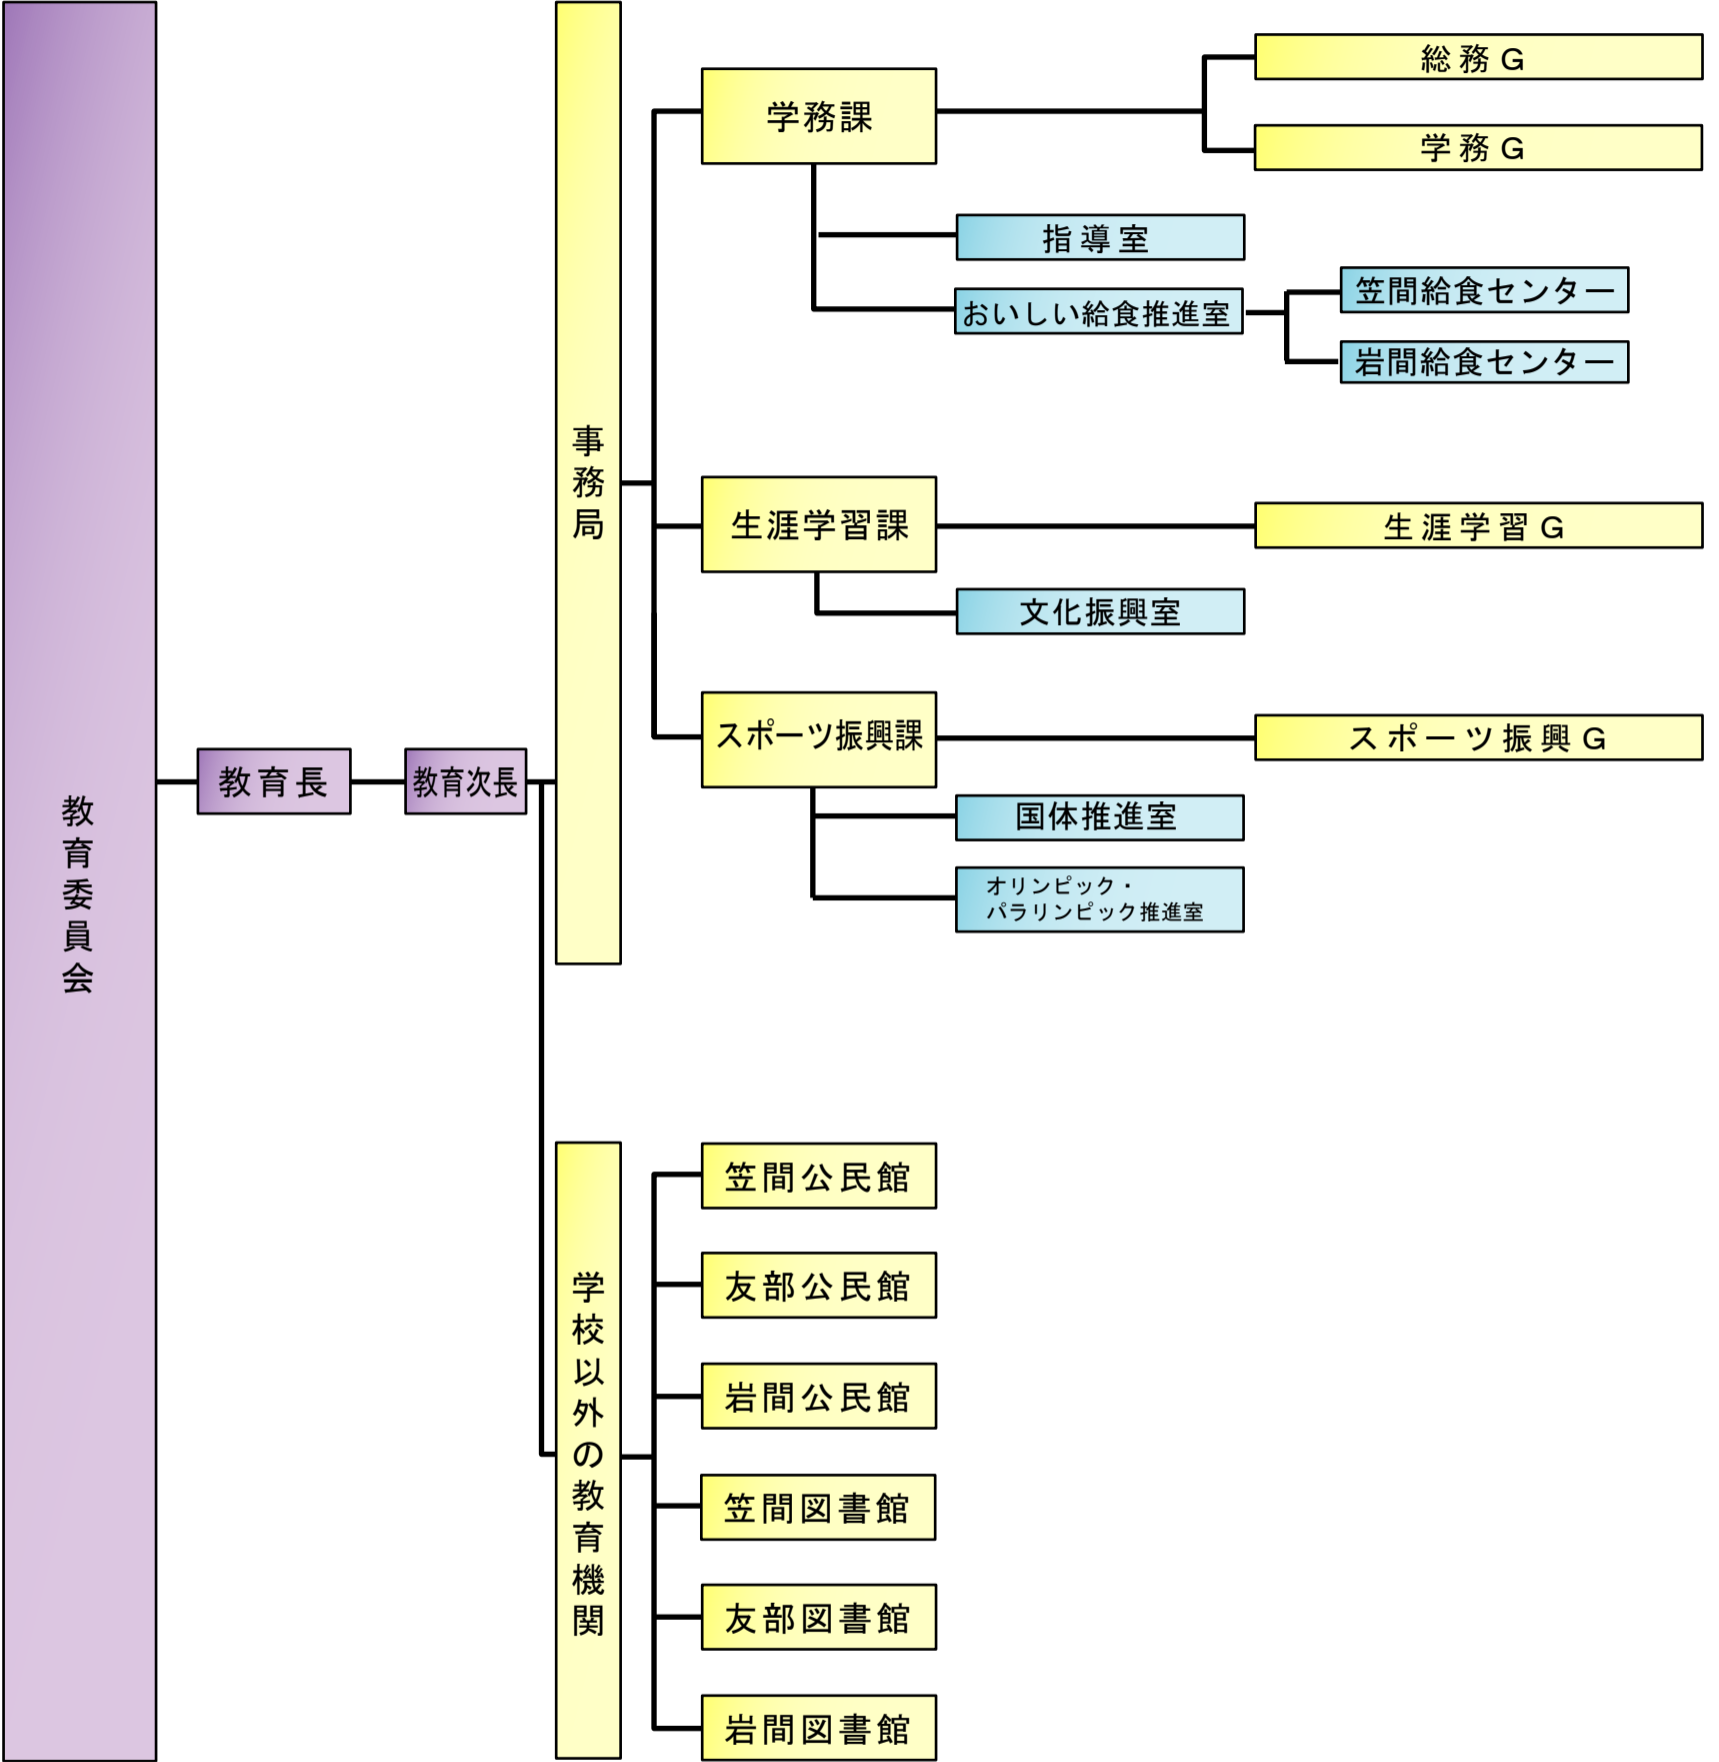 教育委員会
教育長
教育次長
事務局
学務課
総務G
学務G
指導室
おいしい給食推進室
笠間給食センター
岩間給食センター
生涯学習課
生涯学習G
文化振興室
スポーツ振興課
スポーツ振興G
国体推進室
オリンピック・
パラリンピック推進室
学校以外の教育機関
笠間公民館
友部公民館
岩間公民館
笠間図書館
友部図書館
岩間図書館